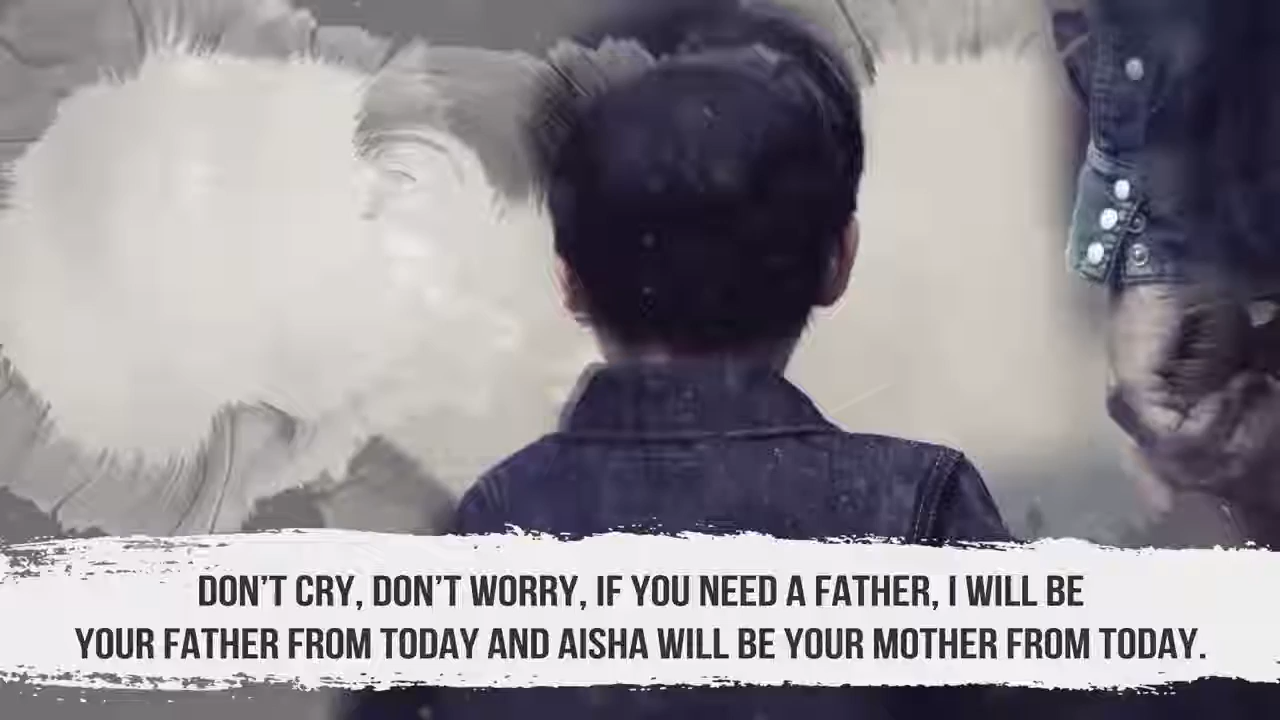 DON'T CRY, DON'T WORRY, IF YOU NEED A FATHER, I WILL BE
YOUR FATHER FROM TODAY AND AISHA WILL BE YOUR MOTHER FROM TODAY.